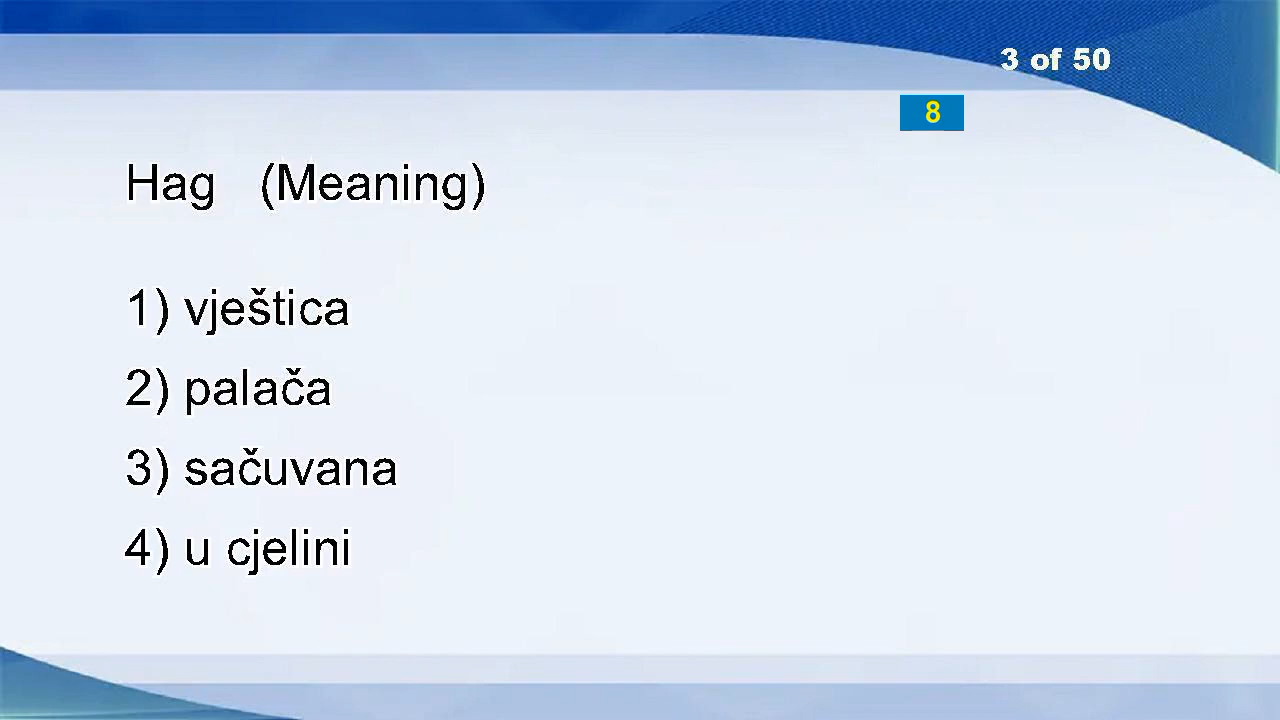 3 of 50
8
Hag (Meaning)
1) vještica
2) palača
3) sačuvana
4) u cjelini